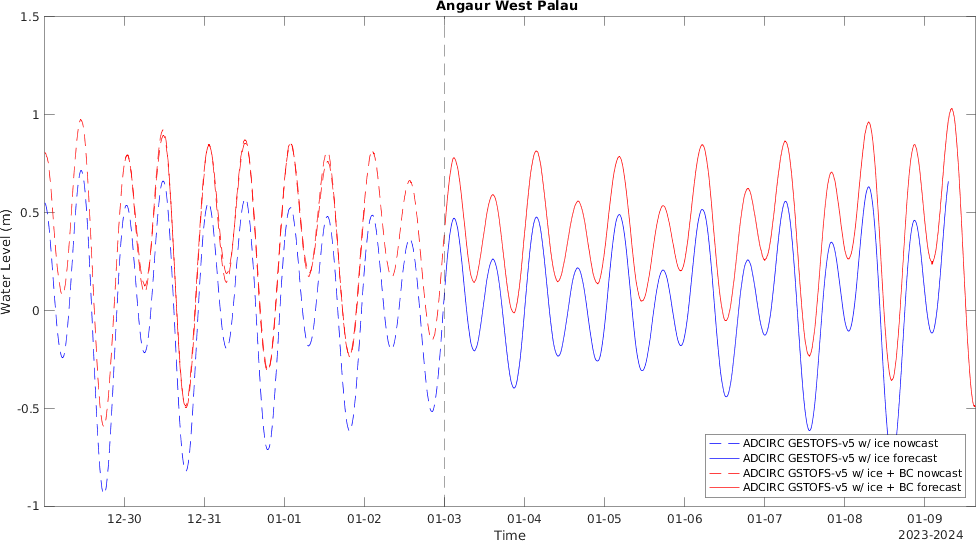 Angaur West Palau
1.5
1
0.5
0
-0.5
-1
Water Level (m)
12-30
12-31
01-01
01-02
01-03
01-04
01-05
01-06
01-07
01-08
01-09
Time
2023-2024
ADCIRC GESTOFS-v5 w/ ice nowcast
ADCIRC GESTOFS-v5 w/ ice forecast
ADCIRC GSTOFS-v5 w/ ice + BC nowcast
ADCIRC GSTOFS-v5 w/ ice + BC forecast